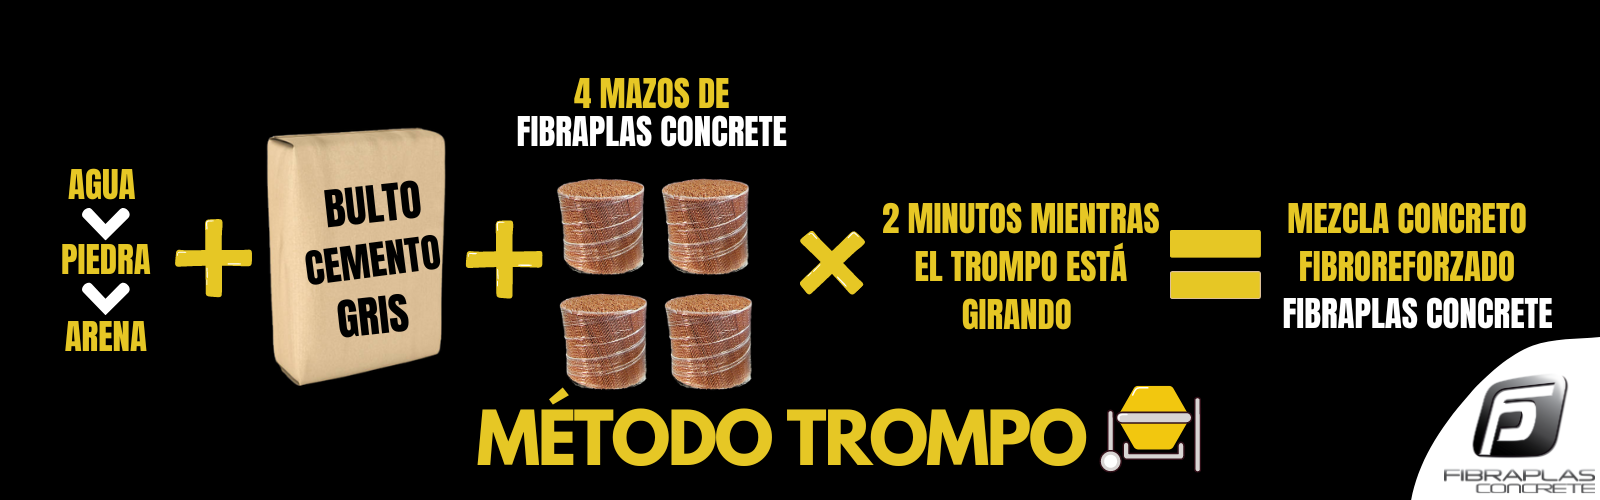 AGUA
PIEDRA
ARENA
BULTO
CEMENTO
GRIS
4 MAZOS DE
FIBRAPLAS CONCRETE
2 MINUTOS MIENTRAS
EL TROMPO ESTÁ
GIRANDO
MEZCLA CONCRETO
FIBROREFORZADO
FIBRAPLAS CONCRETE
MÉTODO TROMPO
FIBRAPLAS
CONCRETE